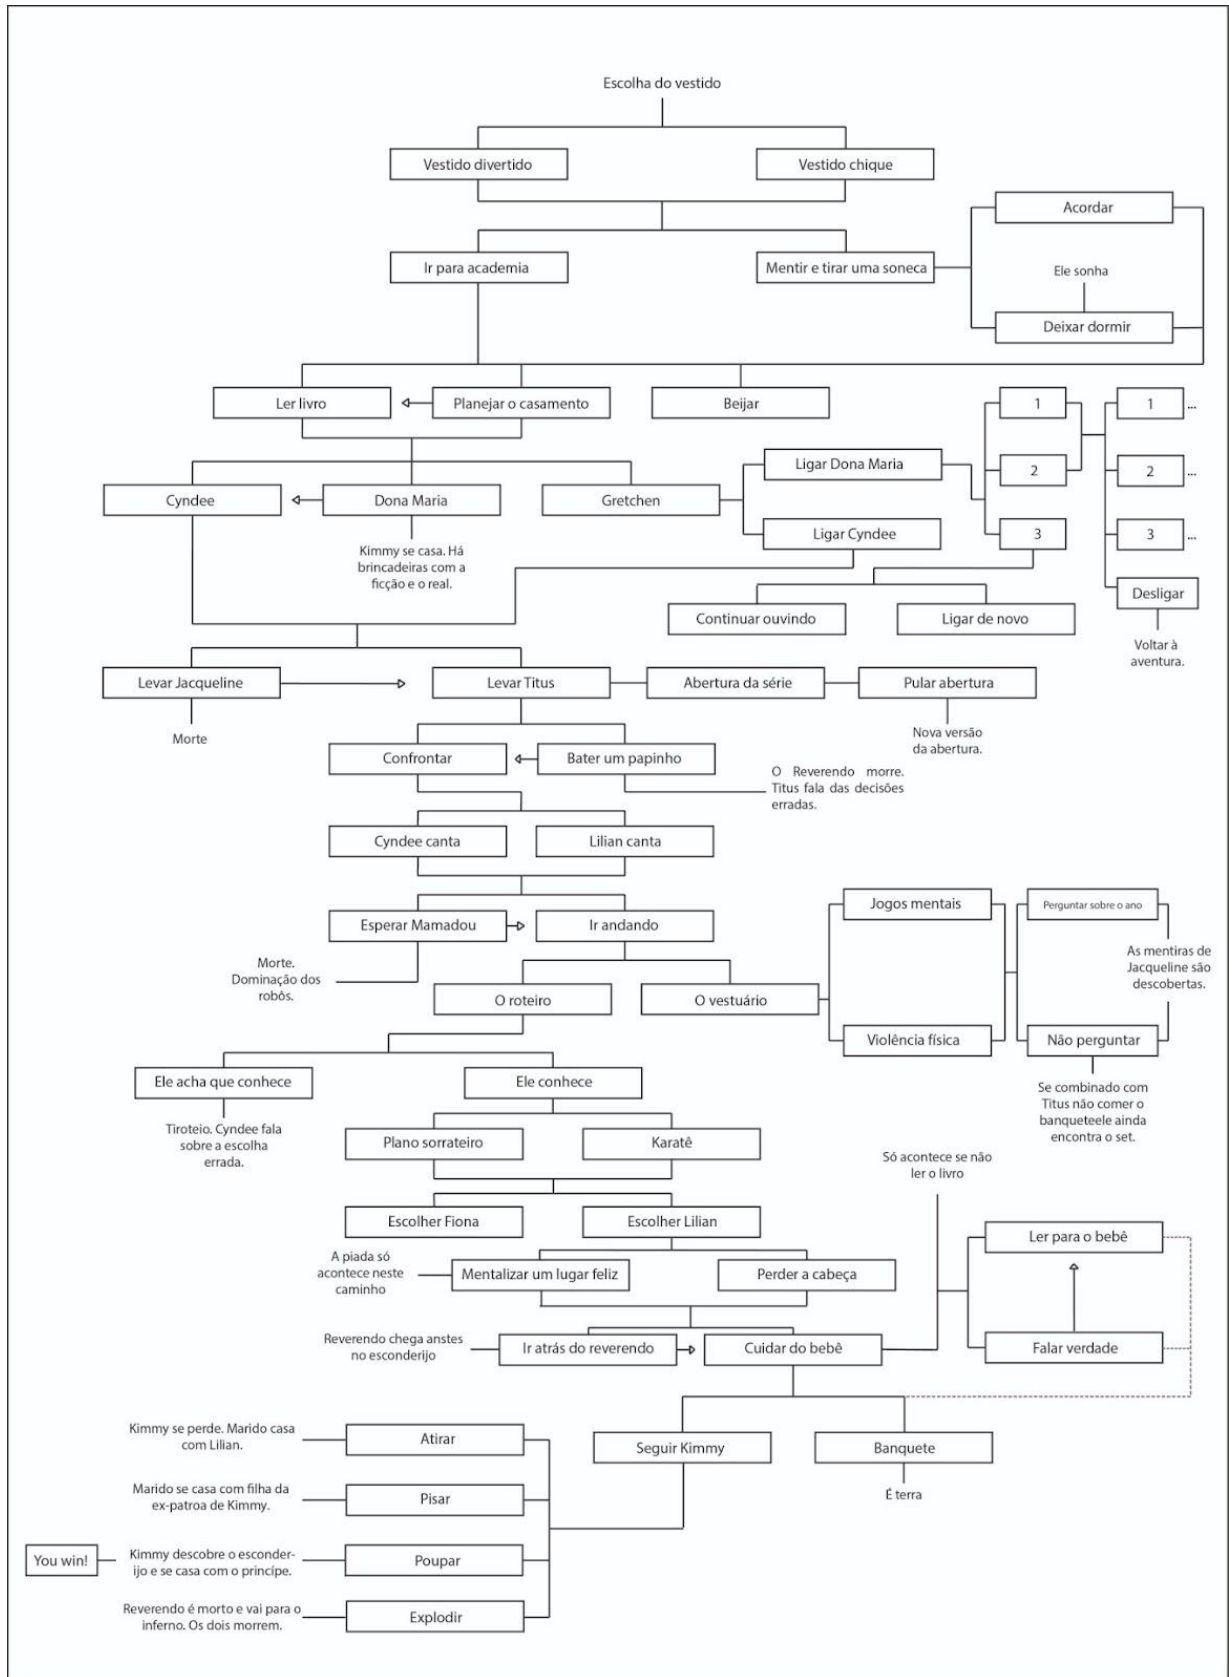 Escolha do vestido
Vestido divertido
Vestido chique
Acordar
Ir para academia
Mentir e tirar uma soneca
Ele sonha
Deixar dormir
Ler livro
Planejar o casamento
Beijar
1
1 ...
Ligar Dona Maria
2
2 ...
Cyndee
Dona Maria
Gretchen
Ligar Cyndee
3
3 ...
Kimmy se casa. Há
brincadeiras com a
ficção e o real.
Desligar
Continuar ouvindo
Ligar de novo
Voltar à
aventura.
Levar Jacqueline
Levar Titus
Abertura da série
Pular abertura
Morte
Nova versão
da abertura.
Confrontar
Bater um papinho
O Reverendo morre.
Titus fala das decisões
erradas.
Cyndee canta
Lilian canta
Jogos mentais
Perguntar sobre o ano
Esperar Mamadou
Ir andando
As mentiras de
Jacqueline são
descobertas.
Morte.
Dominação dos
robôs.
O roteiro
O vestuário
Violência física
Não perguntar
Ele acha que conhece
Ele conhece
Se combinado com
Titus não comer o
banqueteele ainda
encontra o set.
Tiroteio. Cyndee fala
sobre a escolha
errada.
Plano sorrateiro
Karatê
Só acontece se não
ler o livro
Escolher Fiona
Escolher Lilian
Ler para o bebê
A piada só
acontece neste
caminho
Mentalizar um lugar feliz
Perder a cabeça
Reverendo chega anstes
no esconderijo
Ir atrás do reverendo
Cuidar do bebê
Falar verdade
Kimmy se perde. Marido casa
com Lilian.
Atirar
Seguir Kimmy
Banquete
Marido se casa com filha da
ex-patroa de Kimmy.
Pisar
É terra
You win!
Kimmy descobre o esconder-
ijo e se casa com o princípe.
Poupar
Reverendo é morto e vai para o
inferno. Os dois morrem.
Explodir